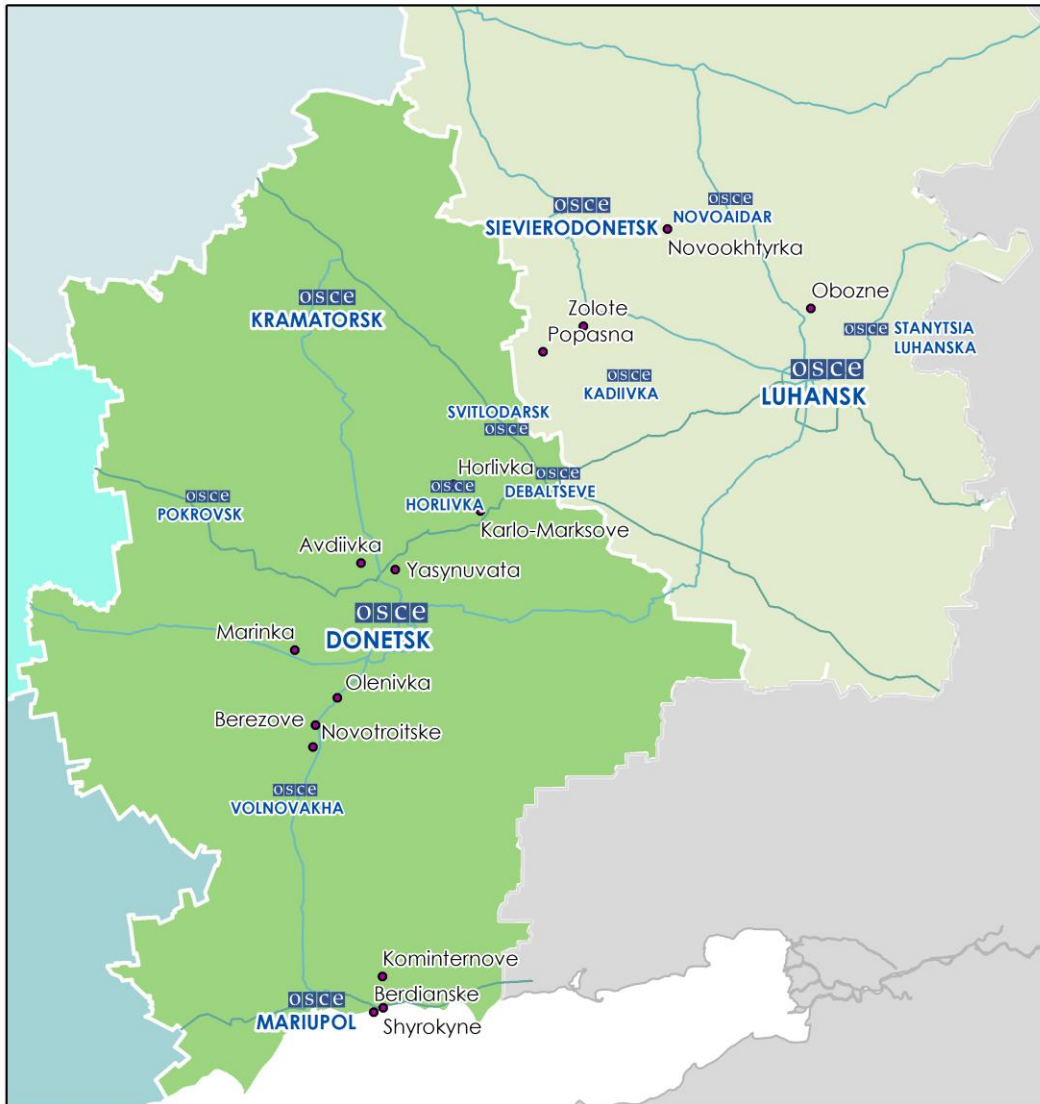 osce
SIEVIERODONETSK
osce
NOVOAIDAR
Novookhtyrka
osce
KRAMATORSK
Obozne
Zolote
Popasna
osce
STANYTSIA
LUHANSKA
osce
LUHANSK
osce
KADIIVKA
SVITLODARSK
osce
Horlivka
osce
HORLIVKA
osce
DEBALTSEVE
osce
POKROVSK
Karlo-Marksove
Avdiivka
Yasynuvata
osce
DONETSK
Marinka
Olenivka
Berezove
Novotroitske
osce
VOLNOVAKHA
Kominternove
osce
MARIUPOL
Berdianske
Shyrokyne